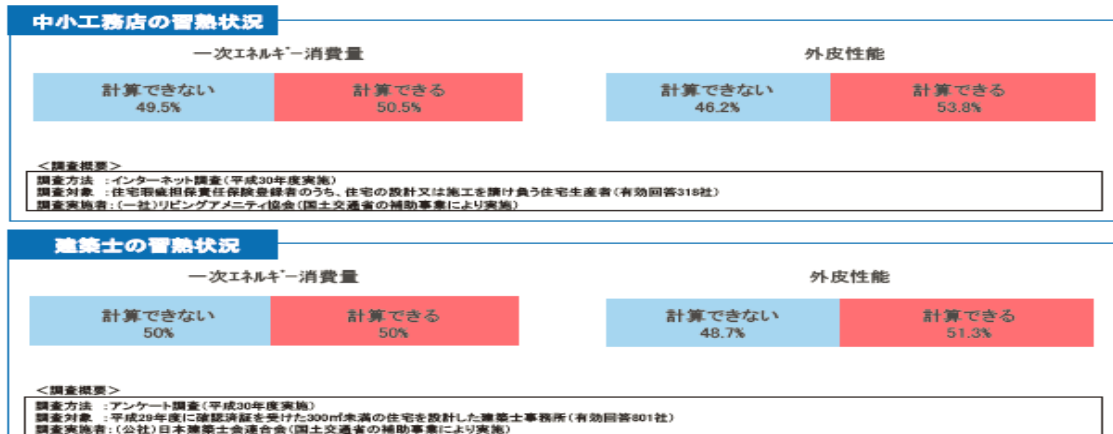 中小工務店の習熟状況
一次エネルギー消費量
外皮性能
計算できない
49.5%
計算できる
50.5%
計算できない
46.2%
計算できる
53.8%
＜調査概要＞
調査方法 ：インターネット調査(平成30年度実施)
調査対象 ：住宅瑕疵担保責任保険登録者のうち、住宅の設計又は施工を請け負う住宅生産者(有効回答318社)
調査実施者：(一社)リビングアメニティ協会(国土交通省の補助事業により実施)
建築士の習熟状況
一次エネルギー消費量
外皮性能
計算できない
50%
計算できる
50%
計算できない
48.7%
計算できる
51.3%
＜調査概要＞
調査方法 ：アンケート調査(平成30年度実施)
調査対象 ：平成29年度に確認済証を受けた300㎡未満の住宅を設計した建築士事務所(有効回答801社)
調査実施者：(公社)日本建築士会連合会(国土交通省の補助事業により実施)